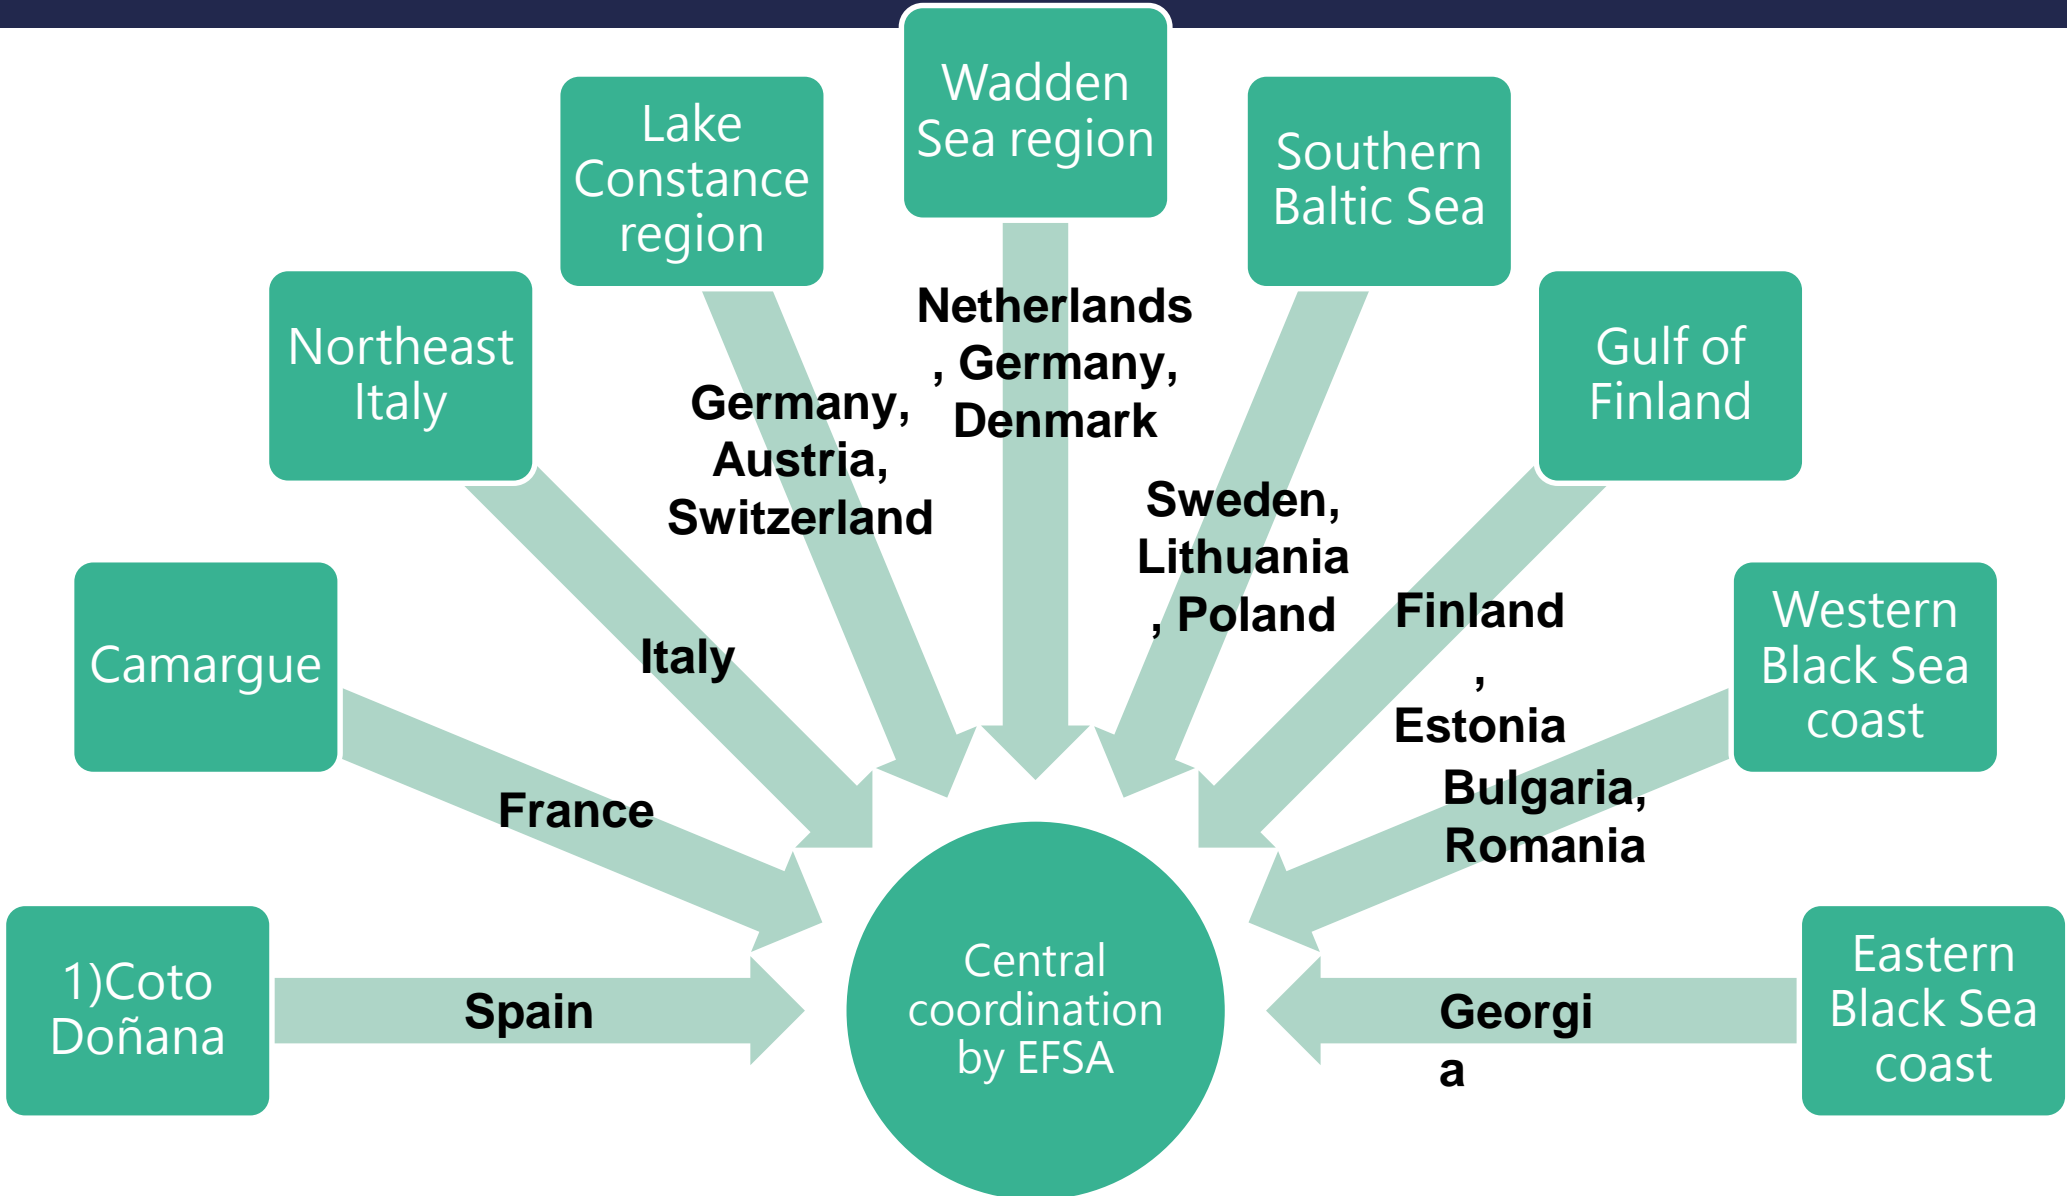 Wadden
Sea region
Lake
Constance
region
Southern
Baltic Sea
Northeast
Italy
Gulf of
Finland
Camargue
Western
Black Sea
coast
1)Coto
Doñana
Eastern
Black Sea
coast
Netherlands
, Germany,
Denmark
Germany,
Austria,
Switzerland
Sweden,
Lithuania
, Poland
Italy
Finland
,
Estonia
France
Bulgaria,
Romania
Spain
Georgi
a
Central
coordination
by EFSA